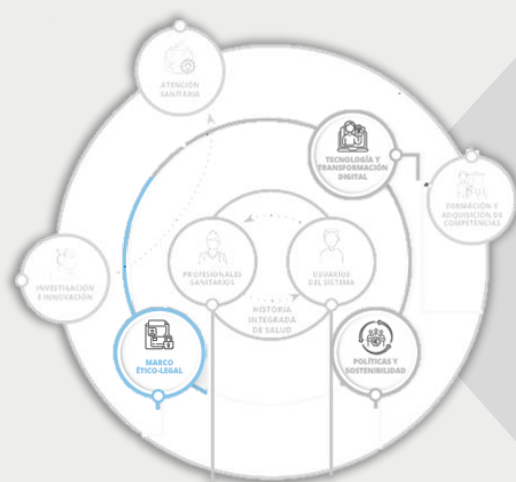 ATENCIÓN
SANITARIA
TECNOLOGÍA Y
TRANSFORMACIÓN
DIGITAL
FORMACIÓN Y
ADQUISICIÓN DE
COMPETENCIAS
PROFESIONALES
SANITARIOS
USUARIOS
DEL SISTEMA
INVESTIGACIÓN
E INNOVACIÓN
HISTORIA
INTEGRADA
DE SALUD
MARCO
ÉTICO-LEGAL
POLÍTICAS Y
SOSTENIBILIDAD